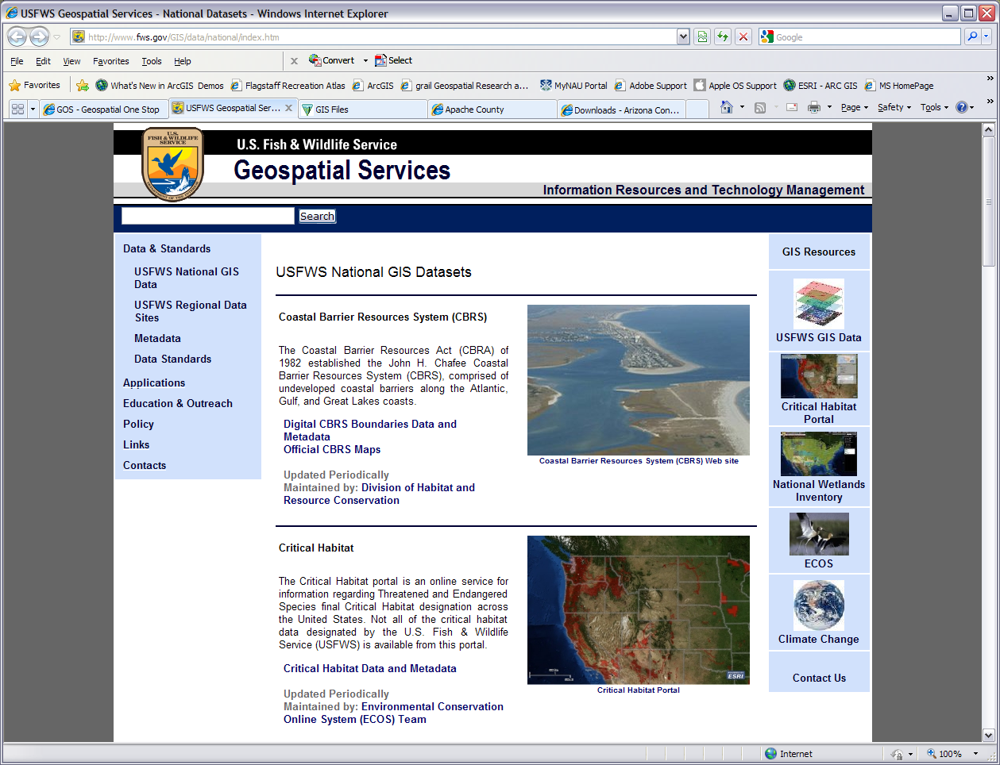 USFWS Geospatial Services - National Datasets - Windows Internet Explorer
http://www.fws.gov/GIS/data/national/index.htm
Google
File Edit View Favorites Tools Help
x Convert Select
Favorites What's New in ArcGIS Demos Flagstaff Recreation Atlas ArcGIS grail Geospatial Research a... MyNAU Portal Adobe Support Apple OS Support ESRI - ARC GIS MS HomePage
GOS - Geospatial One Stop USFWS Geospatial Ser... GIS Files Apache County Downloads - Arizona Con... Page Safety Tools
U.S.
FISH & WILDLIFE
SERVICE
DEPARTMENT OF THE INTERIOR
U.S. Fish & Wildlife Service
Geospatial Services
Information Resources and Technology Management
Search
Data & Standards
USFWS National GIS
Data
USFWS Regional Data
Sites
Metadata
Data Standards
Applications
Education & Outreach
Policy
Links
Contacts
USFWS National GIS Datasets
Coastal Barrier Resources System (CBRS)
The Coastal Barrier Resources Act (CBRA) of
1982 established the John H. Chafee Coastal
Barrier Resources System (CBRS), comprised of
undeveloped coastal barriers along the Atlantic,
Gulf, and Great Lakes coasts.
Digital CBRS Boundaries Data and
Metadata
Official CBRS Maps
Updated Periodically
Maintained by: Division of Habitat and
Resource Conservation
Coastal Barrier Resources System (CBRS) Web site
Critical Habitat
The Critical Habitat portal is an online service for
information regarding Threatened and Endangered
Species final Critical Habitat designation across
the United States. Not all of the critical habitat
data designated by the U.S. Fish & Wildlife
Service (USFWS) is available from this portal.
Critical Habitat Data and Metadata
Updated Periodically
Maintained by: Environmental Conservation
Online System (ECOS) Team
ESRI
Critical Habitat Portal
GIS Resources
USFWS GIS Data
Critical Habitat
Portal
National Wetlands
Inventory
ECOS
Climate Change
Contact Us
Internet
100%